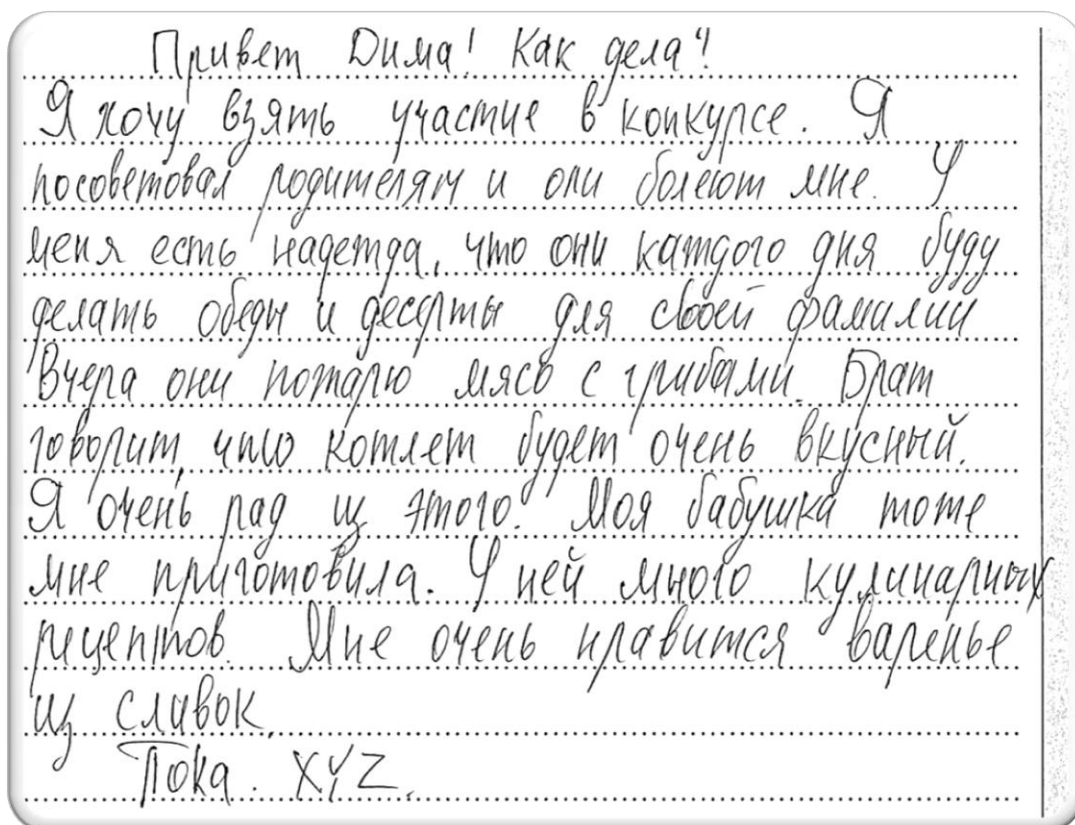 Привет Дима! Как дела?
Я хочу взять участие в конкурсе. Я
посоветовал родителям и они болеют мне. У
меня есть надежда, что они каждого дня буду
делать обеды и десерты для своей фамилии
Вчера они пожарю мясо с грибами. Брат
говорит, что котлет будет очень вкусный.
Я очень рад из этого. Моя бабушка тоже
мне приготовила. У ней много кулинарных
рецептов. Мне очень нравится варенье
из сливок.
Пока. XYZ.